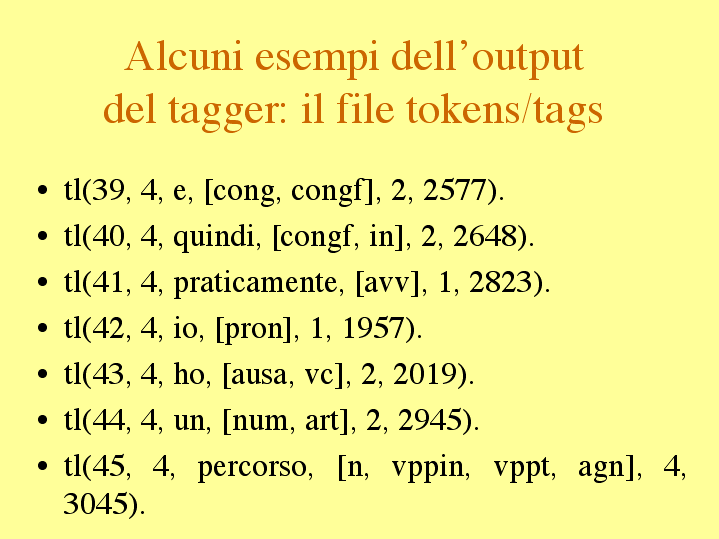 Alcuni esempi dell’output
del tagger: il file tokens/tags
• tl(39, 4, e, [cong, congf], 2, 2577).
• tl(40, 4, quindi, [congf, in], 2, 2648).
• tl(41, 4, praticamente, [avv], 1, 2823).
• tl(42, 4, io, [pron], 1, 1957).
• tl(43, 4, ho, [ausa, vc], 2, 2019).
• tl(44, 4, un, [num, art], 2, 2945).
• tl(45, 4, percorso, [n, vppin, vppt, agn], 4,
3045).